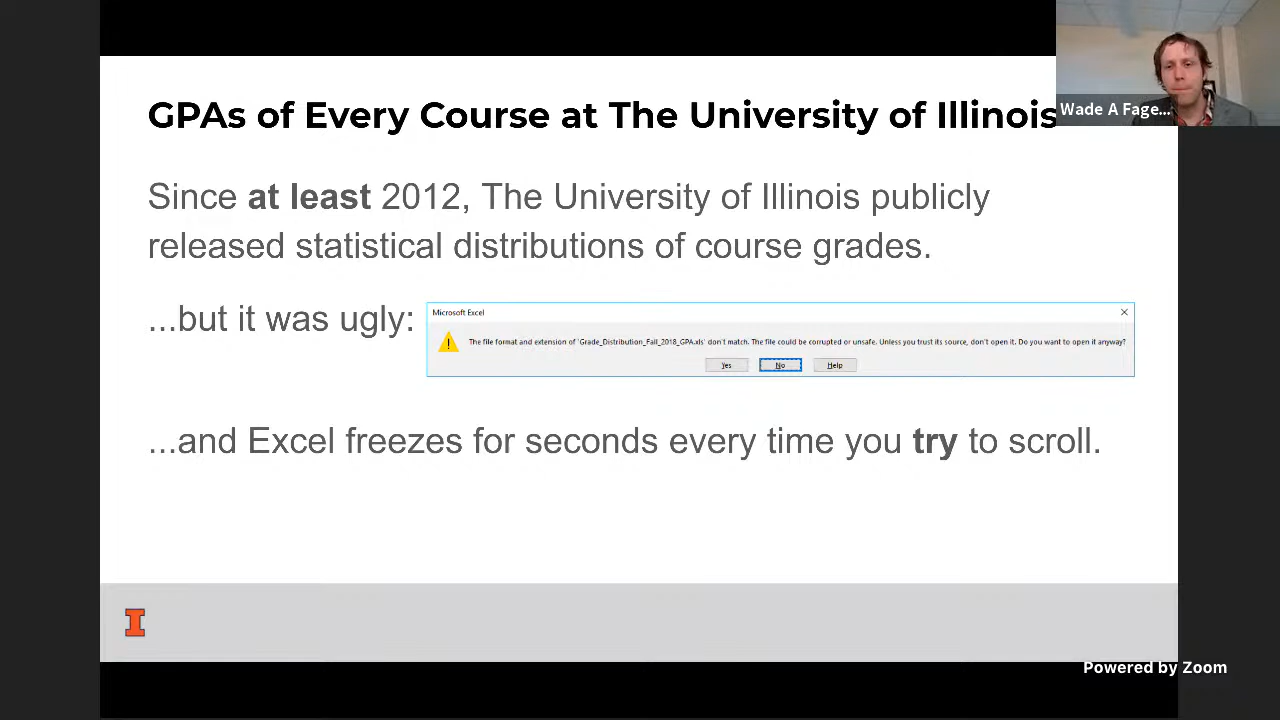 GPAs of Every Course at The University of Illinois
Wade A Fage...
Since at least 2012, The University of Illinois publicly
released statistical distributions of course grades.
...but it was ugly:
Microsoft Excel
The file format and extension of 'Grade_Distribution_Fall_2018_GPA.xls' don't match. The file could be corrupted or unsafe. Unless you trust its source, don't open it. Do you want to open it anyway?
Yes No Help
...and Excel freezes for seconds every time you try to scroll.
I
Powered by Zoom